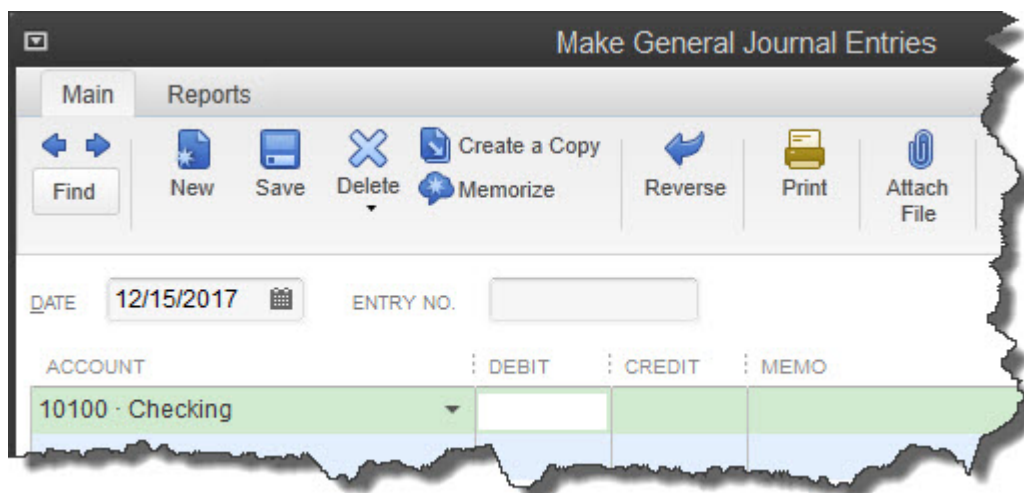 Make General Journal Entries
Main Reports
Find New Save Delete Create a Copy Memorize Reverse Print Attach File
DATE 12/15/2017 ENTRY NO.
ACCOUNT DEBIT CREDIT MEMO
10100 · Checking